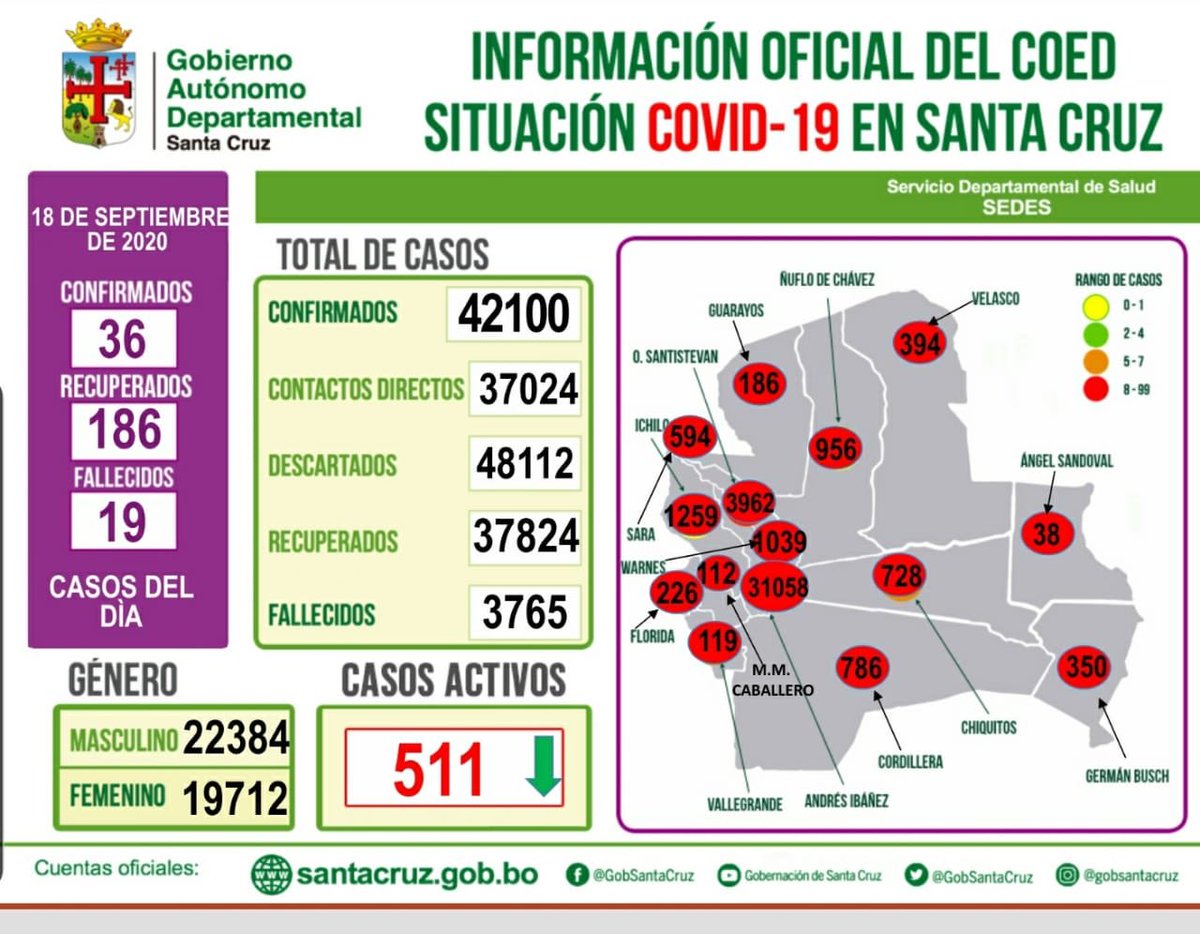 Gobierno
Autónomo
Departamental
Santa Cruz
INFORMACIÓN OFICIAL DEL COED
SITUACIÓN COVID-19 EN SANTA CRUZ
Servicio Departamental de Salud
SEDES
18 DE SEPTIEMBRE
DE 2020
CONFIRMADOS
36
RECUPERADOS
186
FALLECIDOS
19
CASOS DEL
DÌA
TOTAL DE CASOS
CONFIRMADOS 42100
CONTACTOS DIRECTOS 37024
DESCARTADOS 48112
RECUPERADOS 37824
FALLECIDOS 3765
GÉNERO
MASCULINO 22384
FEMENINO 19712
CASOS ACTIVOS
511
RANGO DE CASOS
0 - 1
2 - 4
5 - 7
8 - 99
ÑUFLO DE CHÁVEZ
VELASCO
GUARAYOS
394
O. SANTISTEVAN
186
ICHILO
594
956
ÁNGEL SANDOVAL
3962
1259
SARA
38
1039
WARNES
112
728
31058
226
FLORIDA
119
M.M.
CABALLERO
786
350
CHIQUITOS
CORDILLERA
GERMÁN BUSCH
VALLEGRANDE
ANDRÉS IBÁÑEZ
Cuentas oficiales:
santacruz.gob.bo
@GobSantaCruz
Gobernación de Santa Cruz
@GobSantaCruz
@gobsantacruz